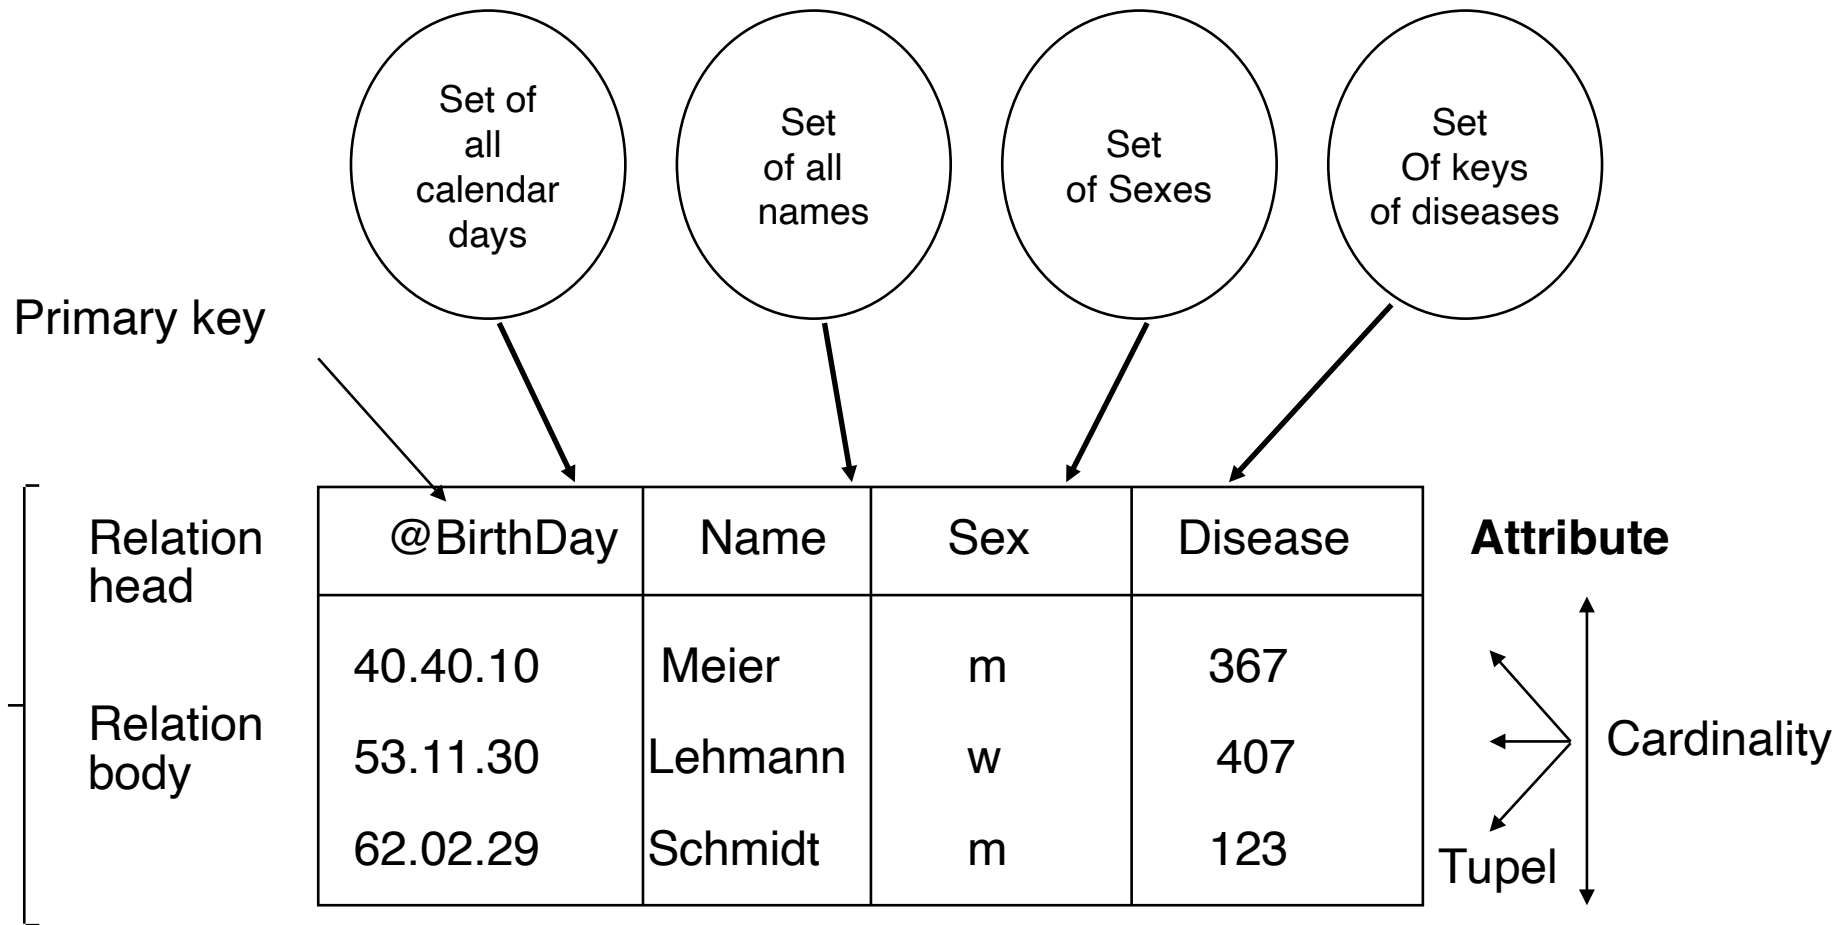 Set of
all
calendar
days
Set
of all
names
Set
of Sexes
Set
Of keys
of diseases
Primary key
Relation
head
@BirthDay Name Sex Disease
Attribute
Relation
body
40.40.10 Meier m 367
53.11.30 Lehmann w 407
62.02.29 Schmidt m 123
Cardinality
Tupel